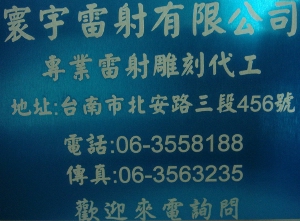 寰宇雷射有限公司
專業雷射雕刻代工
地址:台南市北安路三段456號
電話:06-3558188
傳真:06-3563235
歡迎來電詢問